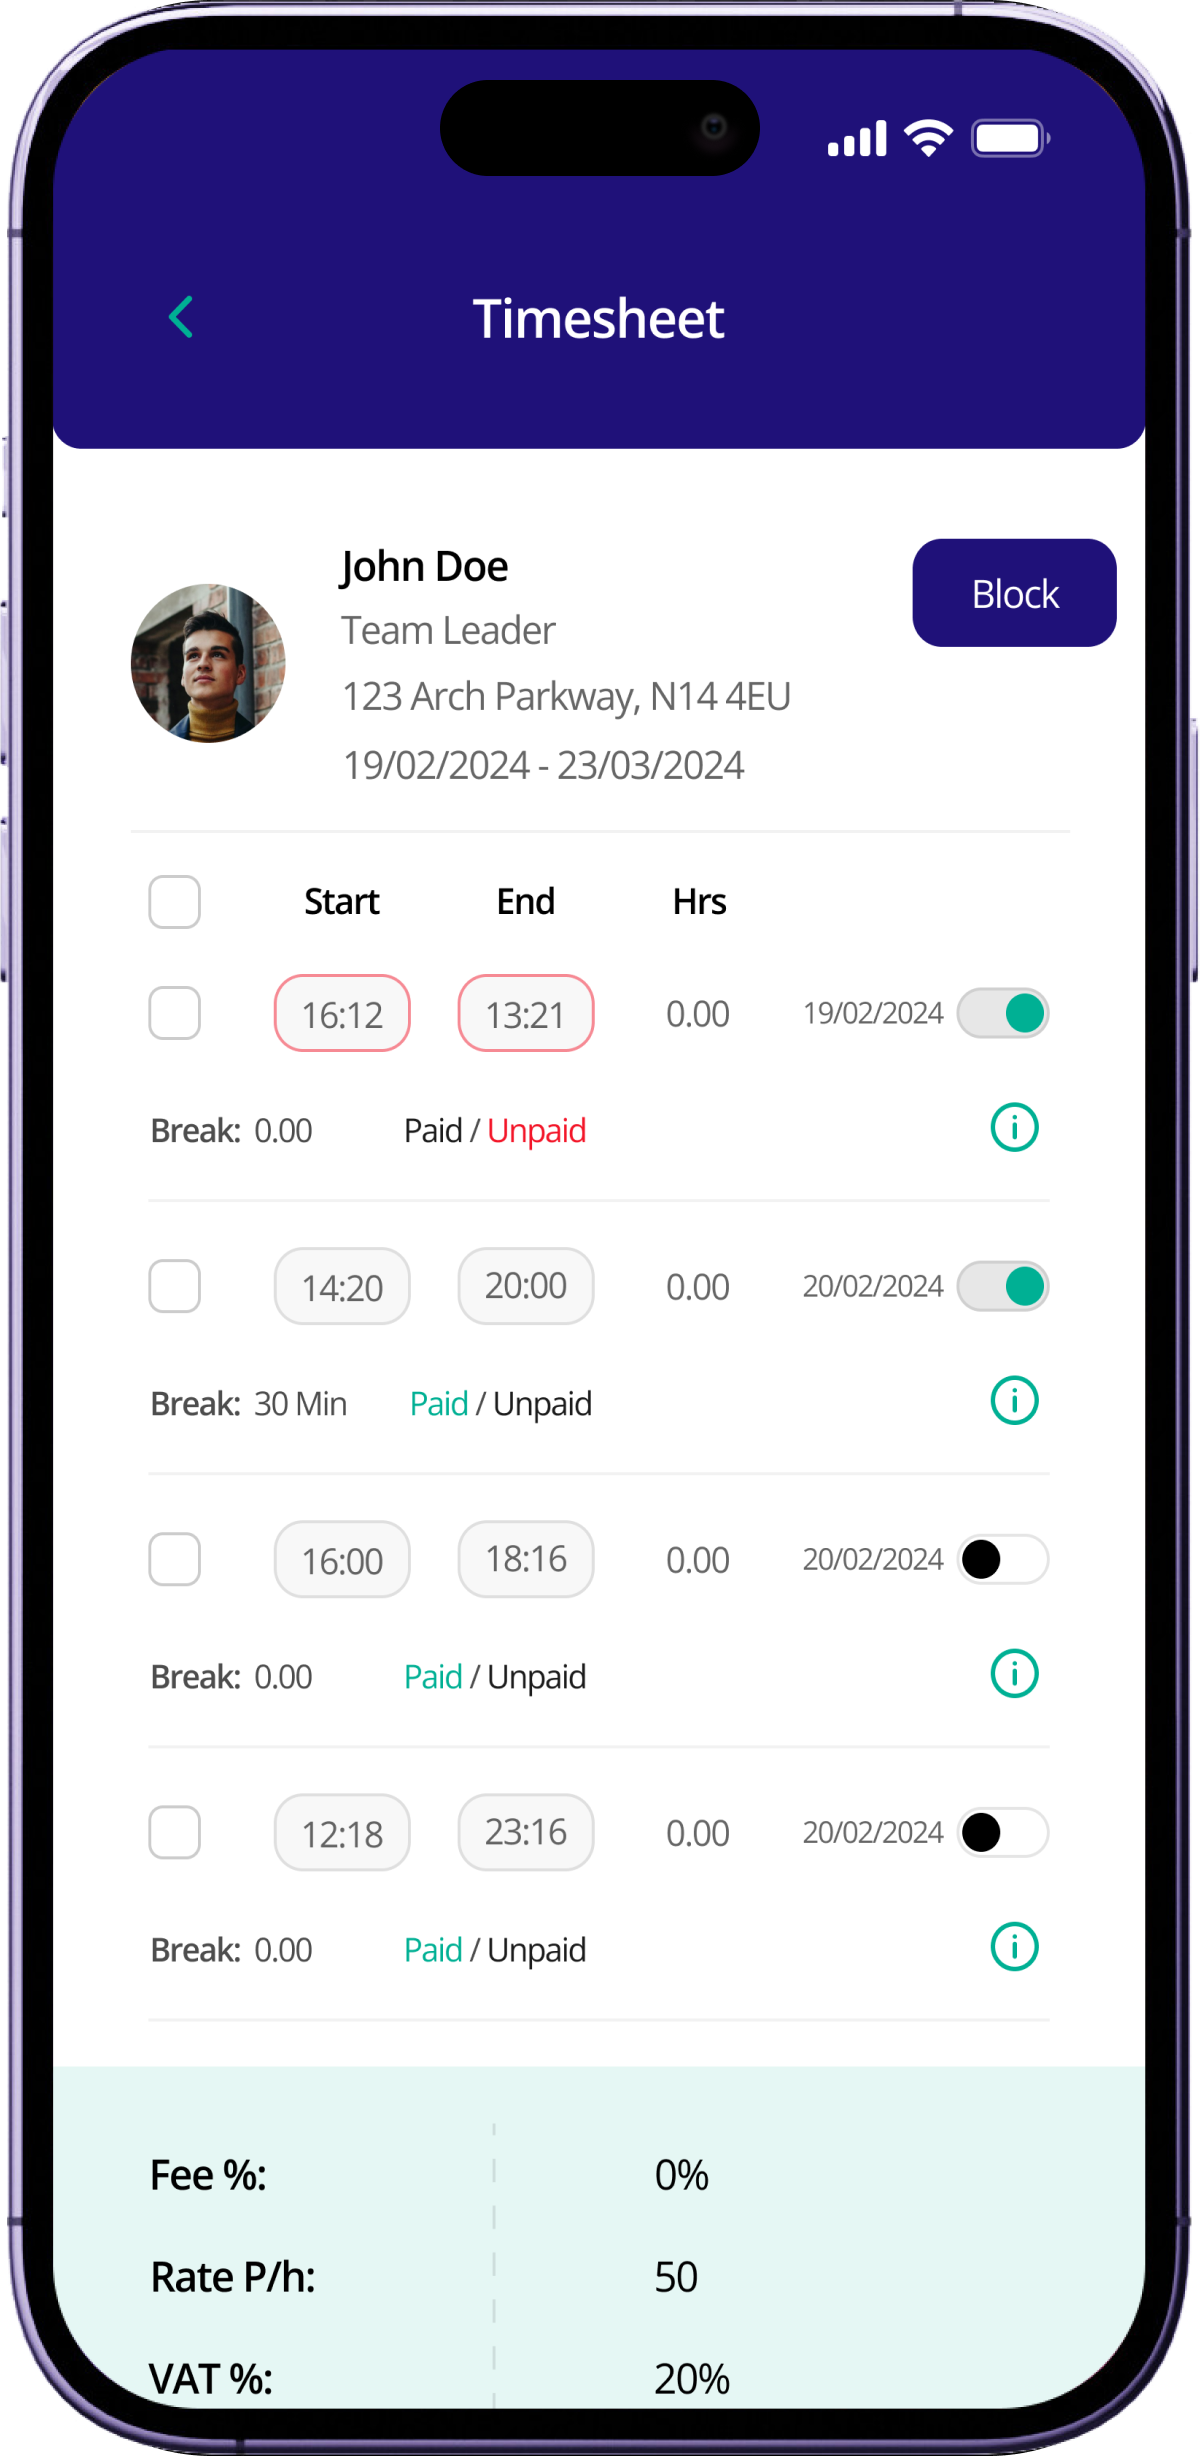 Timesheet
John Doe
Block
Team Leader
123 Arch Parkway, N14 4EU
19/02/2024 - 23/03/2024
Start End Hrs
16:12 13:21 0.00 19/02/2024
Break: 0.00 Paid / Unpaid
14:20 20:00 0.00 20/02/2024
Break: 30 Min Paid / Unpaid
16:00 18:16 0.00 20/02/2024
Break: 0.00 Paid / Unpaid
12:18 23:16 0.00 20/02/2024
Break: 0.00 Paid / Unpaid
Fee %: 0%
Rate P/h: 50
VAT %: 20%